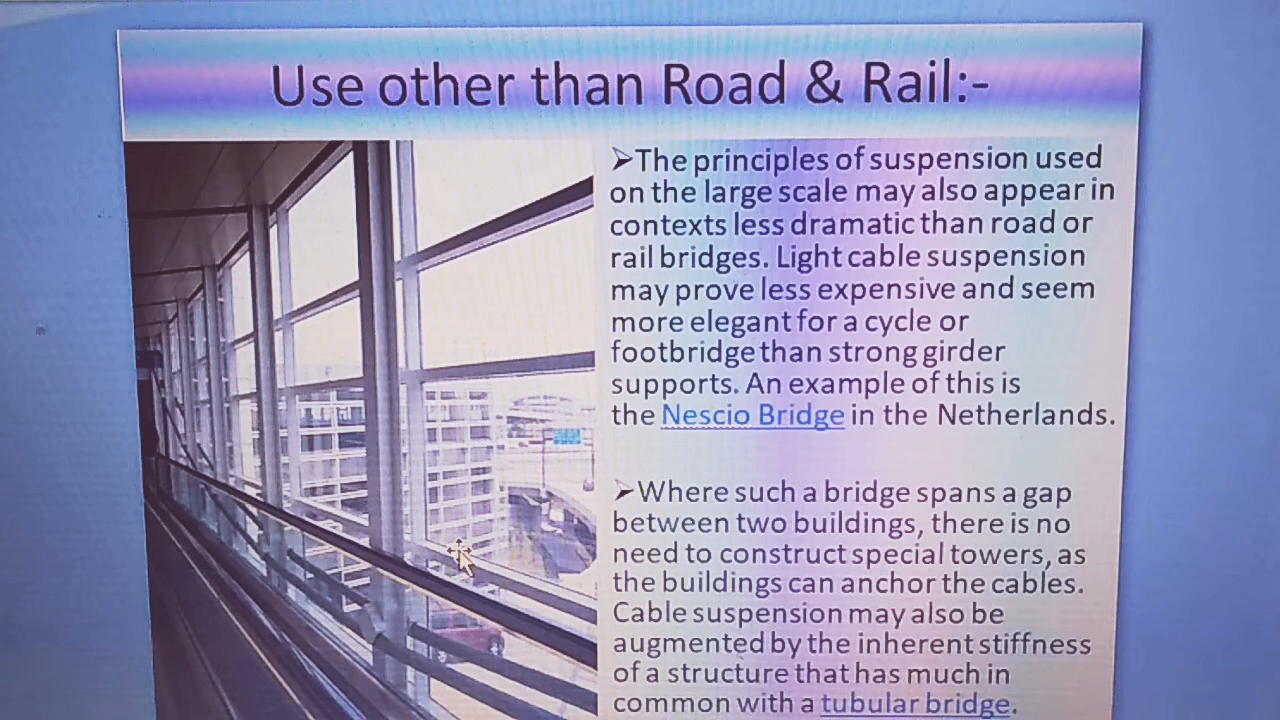 Use other than Road & Rail:-
➢The principles of suspension used
on the large scale may also appear in
contexts less dramatic than road or
rail bridges. Light cable suspension
may prove less expensive and seem
more elegant for a cycle or
footbridge than strong girder
supports. An example of this is
the Nescio Bridge in the Netherlands.
➢Where such a bridge spans a gap
between two buildings, there is no
need to construct special towers, as
the buildings can anchor the cables.
Cable suspension may also be
augmented by the inherent stiffness
of a structure that has much in
common with a tubular bridge.